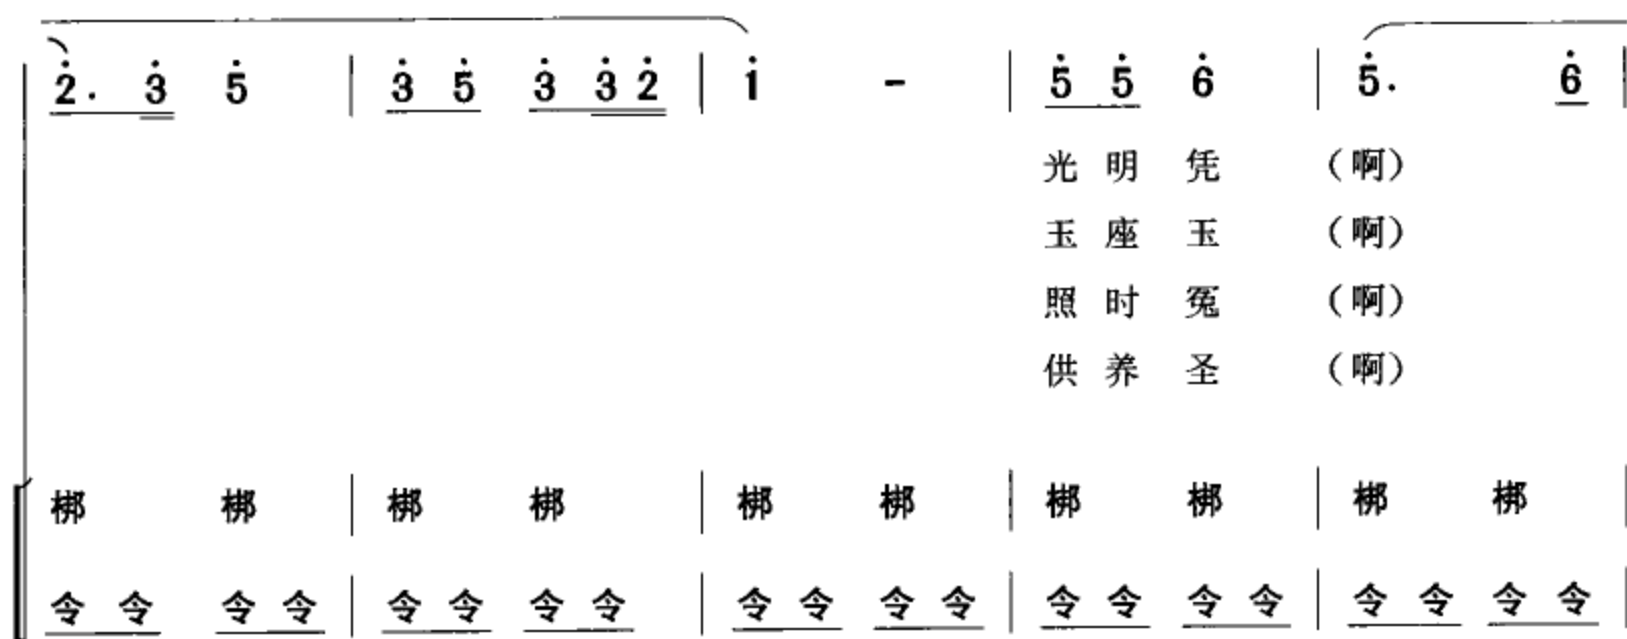 2̇. 3̇ 5̇ | 3̇ 5̇ 3̇ 3̇ 2̇ | 1̇ - | 5̇ 5̇ 6̇ | 5̇. 6̇ |
光 明 凭 （啊）
玉 座 玉 （啊）
照 时 冤 （啊）
供 养 圣 （啊）
梆 梆 | 梆 梆 | 梆 梆 | 梆 梆 | 梆 梆 |
令 令 令 令 | 令 令 令 令 | 令 令 令 令 | 令 令 令 令 | 令 令 令 令 |